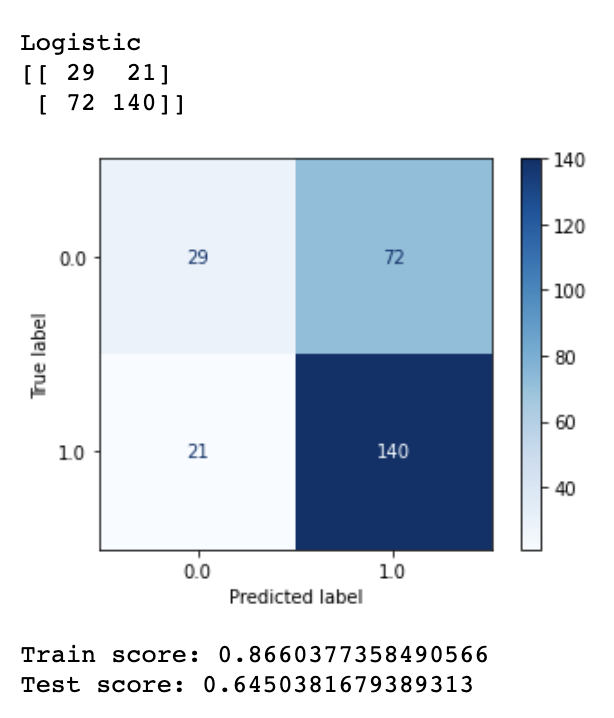 Logistic
[[ 29  21]
 [ 72 140]]
140
120
100
80
60
40
0.0
29
72
True label
1.0
21
140
0.0
1.0
Predicted label
Train score: 0.8660377358490566
Test score: 0.6450381679389313